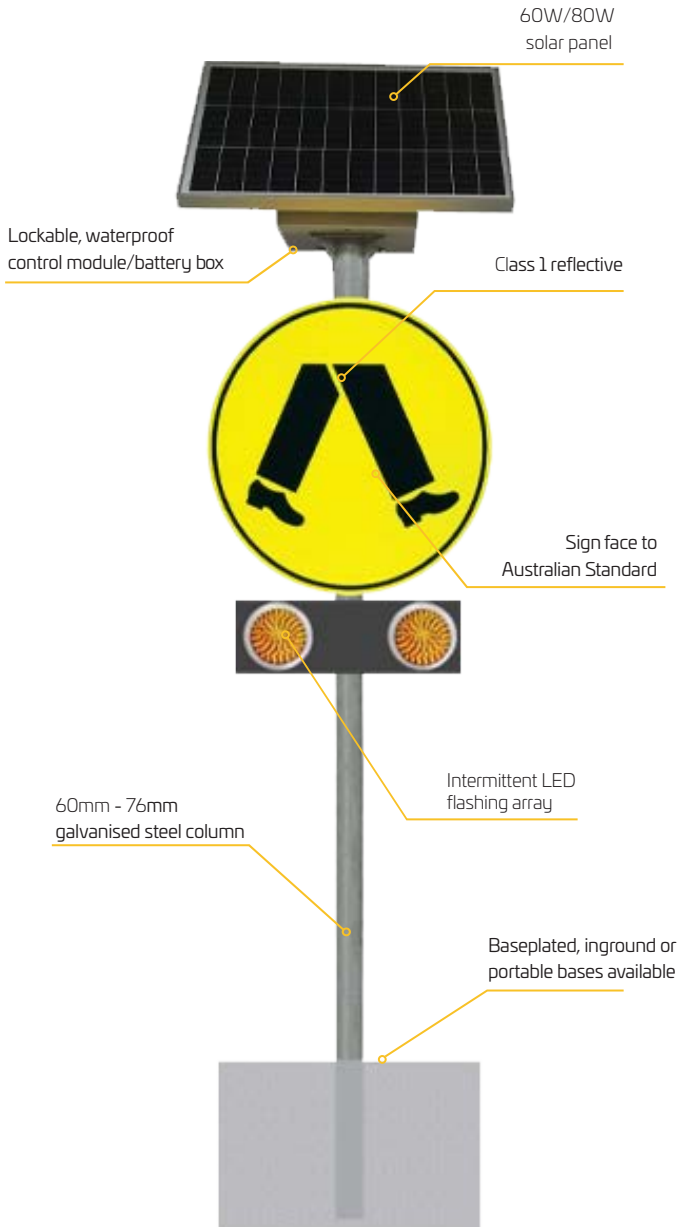 60W/80W
solar panel
Lockable, waterproof
control module/battery box
Class 1 reflective
Sign face to
Australian Standard
Intermittent LED
flashing array
60mm - 76mm
galvanised steel column
Baseplated, inground or
portable bases available